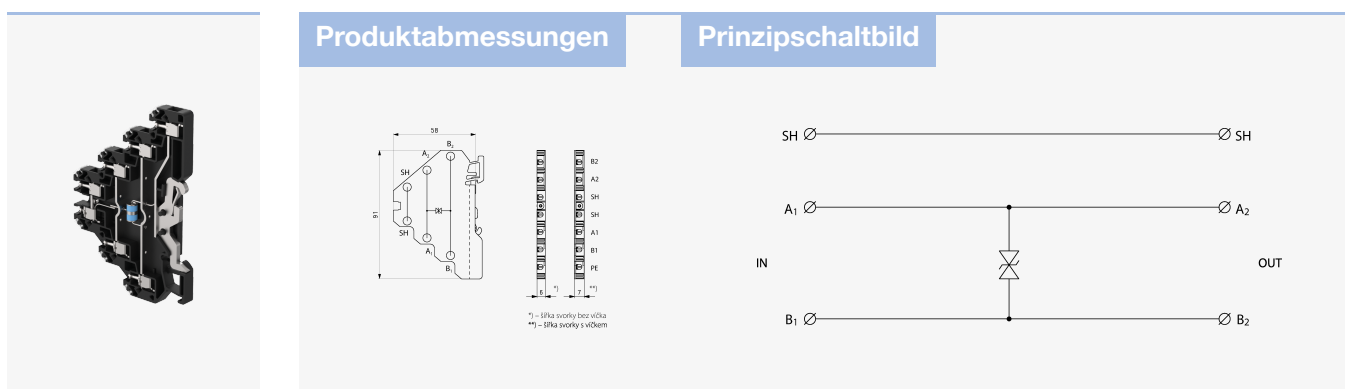 Produktabmessungen
Prinzipschaltbild
58
B₂
A₂
SH
91
SH
A₁
B₁
B2
A2
SH
SH
A1
B1
PE
6 *)
7 **)
*) – šířka svorky bez víčka
**) – šířka svorky s víčkem
SH SH
A₁ A₂
IN OUT
B₁ B₂